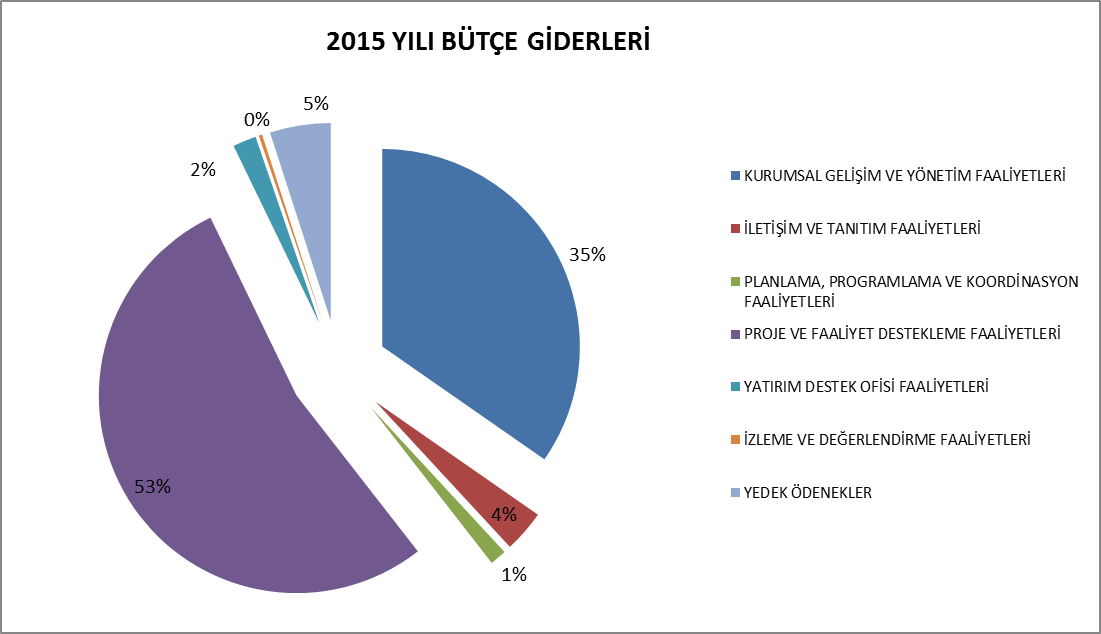 2015 YILI BÜTÇE GİDERLERİ
5%
0%
2%
35%
53%
4%
1%
KURUMSAL GELİŞİM VE YÖNETİM FAALİYETLERİ
İLETİŞİM VE TANITIM FAALİYETLERİ
PLANLAMA, PROGRAMLAMA VE KOORDİNASYON
FAALİYETLERİ
PROJE VE FAALİYET DESTEKLEME FAALİYETLERİ
YATIRIM DESTEK OFİSİ FAALİYETLERİ
İZLEME VE DEĞERLENDİRME FAALİYETLERİ
YEDEK ÖDENEKLER